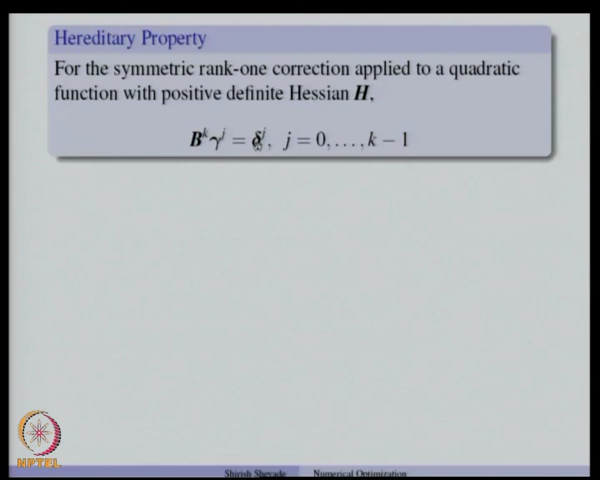 Hereditary Property
For the symmetric rank-one correction applied to a quadratic
function with positive definite Hessian H,
B^k γ^j = δ^j, j = 0, . . . , k − 1
NPTEL
Shirish Shevade Numerical Optimization